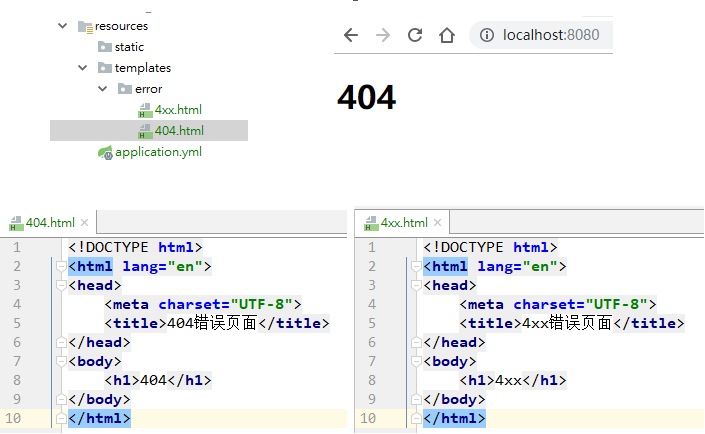 resources
static
templates
error
4xx.html
404.html
application.yml
localhost:8080
404
404.html
1 <!DOCTYPE html>
2 <html lang="en">
3 <head>
4 <meta charset="UTF-8">
5 <title>404错误页面</title>
6 </head>
7 <body>
8 <h1>404</h1>
9 </body>
10 </html>
4xx.html
1 <!DOCTYPE html>
2 <html lang="en">
3 <head>
4 <meta charset="UTF-8">
5 <title>4xx错误页面</title>
6 </head>
7 <body>
8 <h1>4xx</h1>
9 </body>
10 </html>